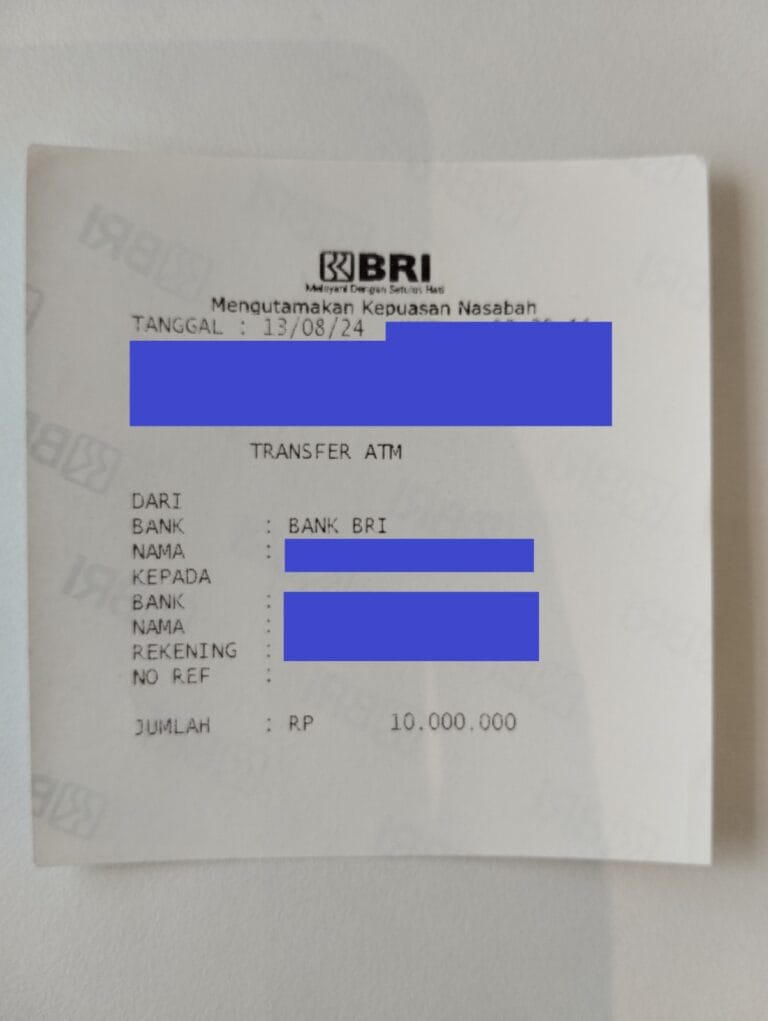 BRI
Melayani Dengan Setulus Hati
Mengutamakan Kepuasan Nasabah
TANGGAL : 13/08/24
TRANSFER ATM
DARI
BANK : BANK BRI
NAMA :
KEPADA
BANK :
NAMA :
REKENING :
NO REF :
JUMLAH : RP 10.000.000